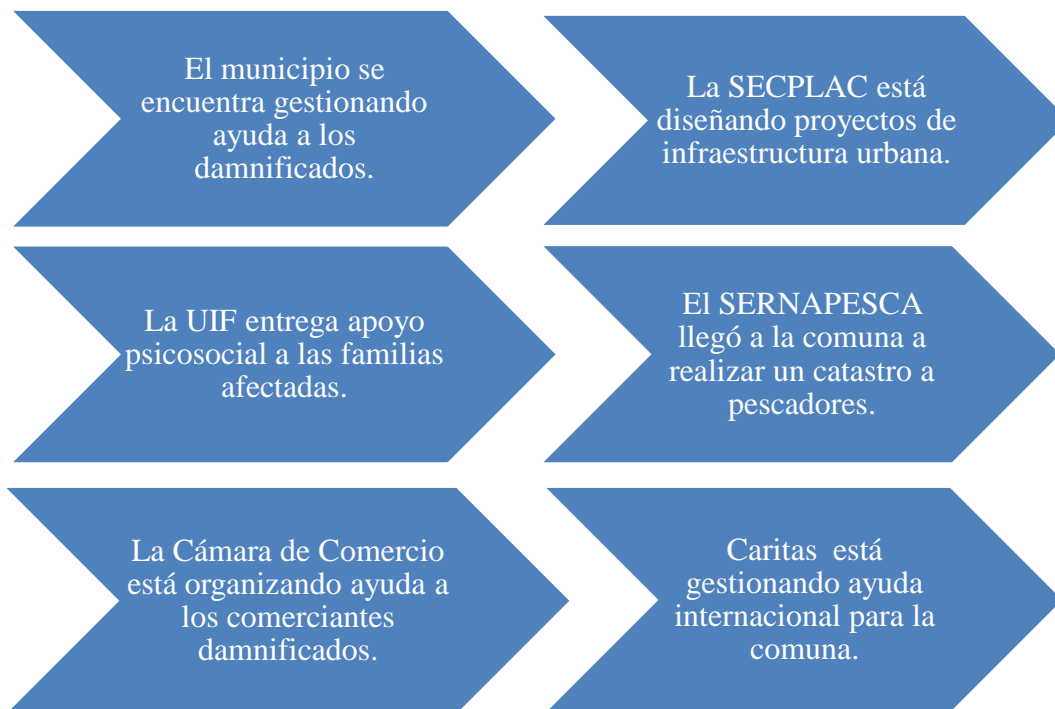 El municipio se
encuentra gestionando
ayuda a los
damnificados.
La SECPLAC está
diseñando proyectos de
infraestructura urbana.
La UIF entrega apoyo
psicosocial a las familias
afectadas.
El SERNAPESCA
llegó a la comuna a
realizar un catastro a
pescadores.
La Cámara de Comercio
está organizando ayuda a
los comerciantes
damnificados.
Caritas está
gestionando ayuda
internacional para la
comuna.